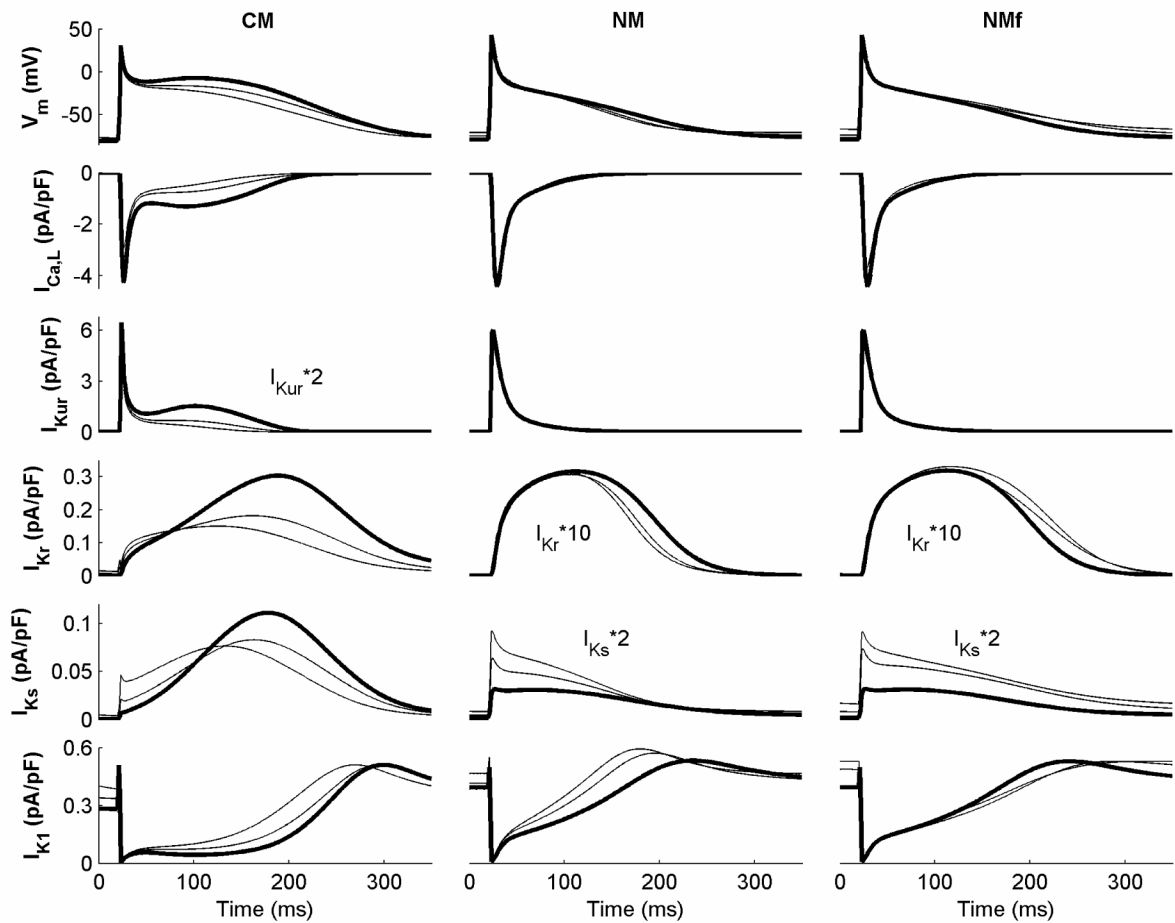 CM NM NMf
V_m (mV)
50
0
-50
I_Ca,L (pA/pF)
0
-2
-4
I_Kur (pA/pF)
6
3
0
I_Kur*2
I_Kr (pA/pF)
0.3
0.2
0.1
0
I_Kr*10 I_Kr*10
I_Ks (pA/pF)
0.1
0.05
0
I_Ks*2 I_Ks*2
I_K1 (pA/pF)
0.6
0.3
0
0 100 200 300 0 100 200 300 0 100 200 300
Time (ms) Time (ms) Time (ms)